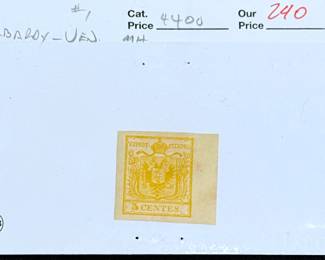 #1
Cat. Price 4400
Our Price 240
BARDY - VEN. MH
5 CENTES